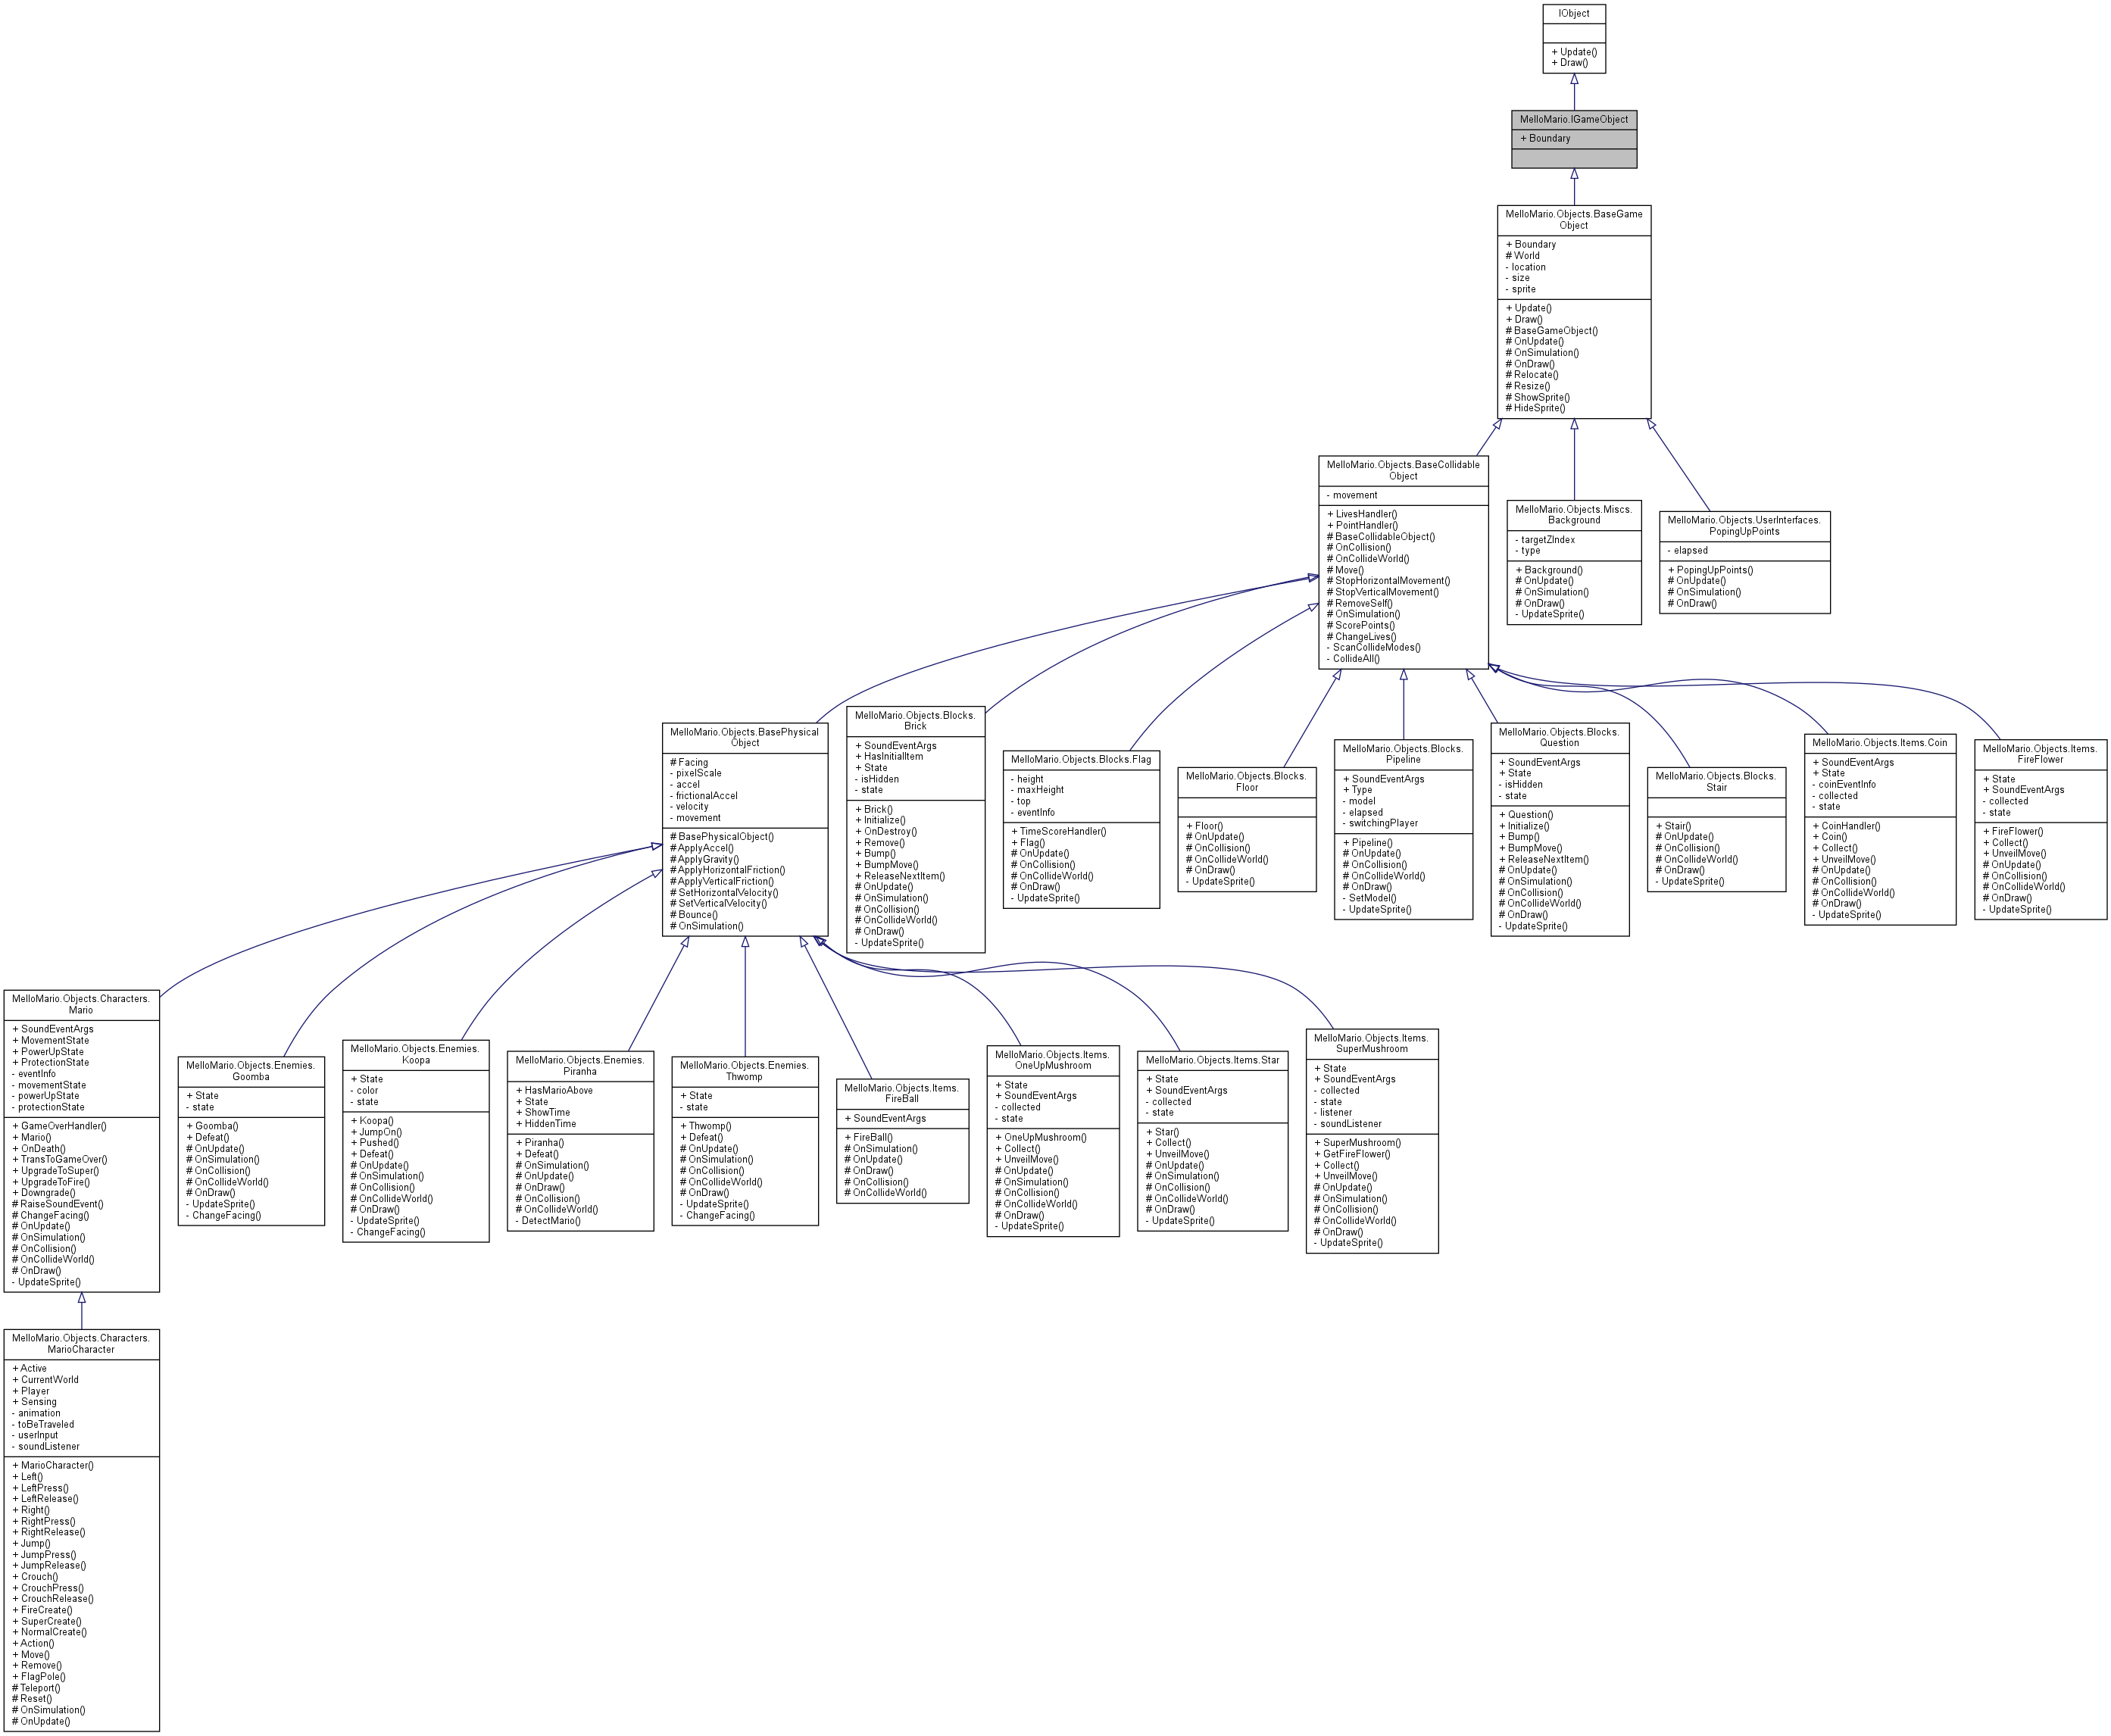 IObject
+ Update()
+ Draw()
MelloMario.IGameObject
+ Boundary
MelloMario.Objects.BaseGame
Object
+ Boundary
# World
- location
- size
- sprite
+ Update()
+ Draw()
# BaseGameObject()
# OnUpdate()
# OnSimulation()
# OnDraw()
# Relocate()
# Resize()
# ShowSprite()
# HideSprite()
MelloMario.Objects.BaseCollidable
Object
- movement
+ LivesHandler()
+ PointHandler()
# BaseCollidableObject()
# OnCollision()
# OnCollideWorld()
# Move()
# StopHorizontalMovement()
# StopVerticalMovement()
# RemoveSelf()
# OnSimulation()
# ScorePoints()
# ChangeLives()
- ScanCollideModes()
- CollideAll()
MelloMario.Objects.Miscs.
Background
- targetZIndex
- type
+ Background()
# OnUpdate()
# OnSimulation()
# OnDraw()
- UpdateSprite()
MelloMario.Objects.UserInterfaces.
PopingUpPoints
- elapsed
+ PopingUpPoints()
# OnUpdate()
# OnSimulation()
# OnDraw()
MelloMario.Objects.BasePhysical
Object
# Facing
- pixelScale
- accel
- frictionalAccel
- velocity
- movement
# BasePhysicalObject()
# ApplyAccel()
# ApplyGravity()
# ApplyHorizontalFriction()
# ApplyVerticalFriction()
# SetHorizontalVelocity()
# SetVerticalVelocity()
# Bounce()
# OnSimulation()
MelloMario.Objects.Blocks.
Brick
+ SoundEventArgs
+ HasInitialItem
+ State
- isHidden
- state
+ Brick()
+ Initialize()
+ OnDestroy()
+ Remove()
+ Bump()
+ BumpMove()
+ ReleaseNextItem()
# OnUpdate()
# OnSimulation()
# OnCollision()
# OnCollideWorld()
# OnDraw()
- UpdateSprite()
MelloMario.Objects.Blocks.Flag
- height
- maxHeight
- top
- eventInfo
+ TimeScoreHandler()
+ Flag()
# OnUpdate()
# OnCollision()
# OnCollideWorld()
# OnDraw()
- UpdateSprite()
MelloMario.Objects.Blocks.
Floor
+ Floor()
# OnUpdate()
# OnCollision()
# OnCollideWorld()
# OnDraw()
- UpdateSprite()
MelloMario.Objects.Blocks.
Pipeline
+ SoundEventArgs
+ Type
- model
- elapsed
- switchingPlayer
+ Pipeline()
# OnUpdate()
# OnCollision()
# OnCollideWorld()
# OnDraw()
- SetModel()
- UpdateSprite()
MelloMario.Objects.Blocks.
Question
+ SoundEventArgs
+ State
- isHidden
- state
+ Question()
+ Initialize()
+ Bump()
+ BumpMove()
+ ReleaseNextItem()
# OnUpdate()
# OnSimulation()
# OnCollision()
# OnCollideWorld()
# OnDraw()
- UpdateSprite()
MelloMario.Objects.Blocks.
Stair
+ Stair()
# OnUpdate()
# OnCollision()
# OnCollideWorld()
# OnDraw()
- UpdateSprite()
MelloMario.Objects.Items.Coin
+ SoundEventArgs
+ State
- coinEventInfo
- collected
- state
+ CoinHandler()
+ Coin()
+ Collect()
+ UnveilMove()
# OnUpdate()
# OnCollision()
# OnCollideWorld()
# OnDraw()
- UpdateSprite()
MelloMario.Objects.Items.
FireFlower
+ State
+ SoundEventArgs
- collected
- state
+ FireFlower()
+ Collect()
+ UnveilMove()
# OnUpdate()
# OnCollision()
# OnCollideWorld()
# OnDraw()
- UpdateSprite()
MelloMario.Objects.Characters.
Mario
+ SoundEventArgs
+ MovementState
+ PowerUpState
+ ProtectionState
- eventInfo
- movementState
- powerUpState
- protectionState
+ GameOverHandler()
+ Mario()
+ OnDeath()
+ TransToGameOver()
+ UpgradeToSuper()
+ UpgradeToFire()
+ Downgrade()
# RaiseSoundEvent()
# ChangeFacing()
# OnUpdate()
# OnSimulation()
# OnCollision()
# OnCollideWorld()
# OnDraw()
- UpdateSprite()
MelloMario.Objects.Enemies.
Goomba
+ State
- state
+ Goomba()
+ Defeat()
# OnUpdate()
# OnSimulation()
# OnCollision()
# OnCollideWorld()
# OnDraw()
- UpdateSprite()
- ChangeFacing()
MelloMario.Objects.Enemies.
Koopa
+ State
- color
- state
+ Koopa()
+ JumpOn()
+ Pushed()
+ Defeat()
# OnUpdate()
# OnSimulation()
# OnCollision()
# OnCollideWorld()
# OnDraw()
- UpdateSprite()
- ChangeFacing()
MelloMario.Objects.Enemies.
Piranha
+ HasMarioAbove
+ State
+ ShowTime
+ HiddenTime
+ Piranha()
+ Defeat()
# OnSimulation()
# OnUpdate()
# OnDraw()
# OnCollision()
# OnCollideWorld()
- DetectMario()
MelloMario.Objects.Enemies.
Thwomp
+ State
- state
+ Thwomp()
+ Defeat()
# OnUpdate()
# OnSimulation()
# OnCollision()
# OnCollideWorld()
# OnDraw()
- UpdateSprite()
- ChangeFacing()
MelloMario.Objects.Items.
FireBall
+ SoundEventArgs
+ FireBall()
# OnSimulation()
# OnUpdate()
# OnDraw()
# OnCollision()
# OnCollideWorld()
MelloMario.Objects.Items.
OneUpMushroom
+ State
+ SoundEventArgs
- collected
- state
+ OneUpMushroom()
+ Collect()
+ UnveilMove()
# OnUpdate()
# OnSimulation()
# OnCollision()
# OnCollideWorld()
# OnDraw()
- UpdateSprite()
MelloMario.Objects.Items.Star
+ State
+ SoundEventArgs
- collected
- state
+ Star()
+ Collect()
+ UnveilMove()
# OnUpdate()
# OnSimulation()
# OnCollision()
# OnCollideWorld()
# OnDraw()
- UpdateSprite()
MelloMario.Objects.Items.
SuperMushroom
+ State
+ SoundEventArgs
- collected
- state
- listener
- soundListener
+ SuperMushroom()
+ GetFireFlower()
+ Collect()
+ UnveilMove()
# OnUpdate()
# OnSimulation()
# OnCollision()
# OnCollideWorld()
# OnDraw()
- UpdateSprite()
MelloMario.Objects.Characters.
MarioCharacter
+ Active
+ CurrentWorld
+ Player
+ Sensing
- animation
- toBeTraveled
- userInput
- soundListener
+ MarioCharacter()
+ Left()
+ LeftPress()
+ LeftRelease()
+ Right()
+ RightPress()
+ RightRelease()
+ Jump()
+ JumpPress()
+ JumpRelease()
+ Crouch()
+ CrouchPress()
+ CrouchRelease()
+ FireCreate()
+ SuperCreate()
+ NormalCreate()
+ Action()
+ Move()
+ Remove()
+ FlagPole()
# Teleport()
# Reset()
# OnSimulation()
# OnUpdate()